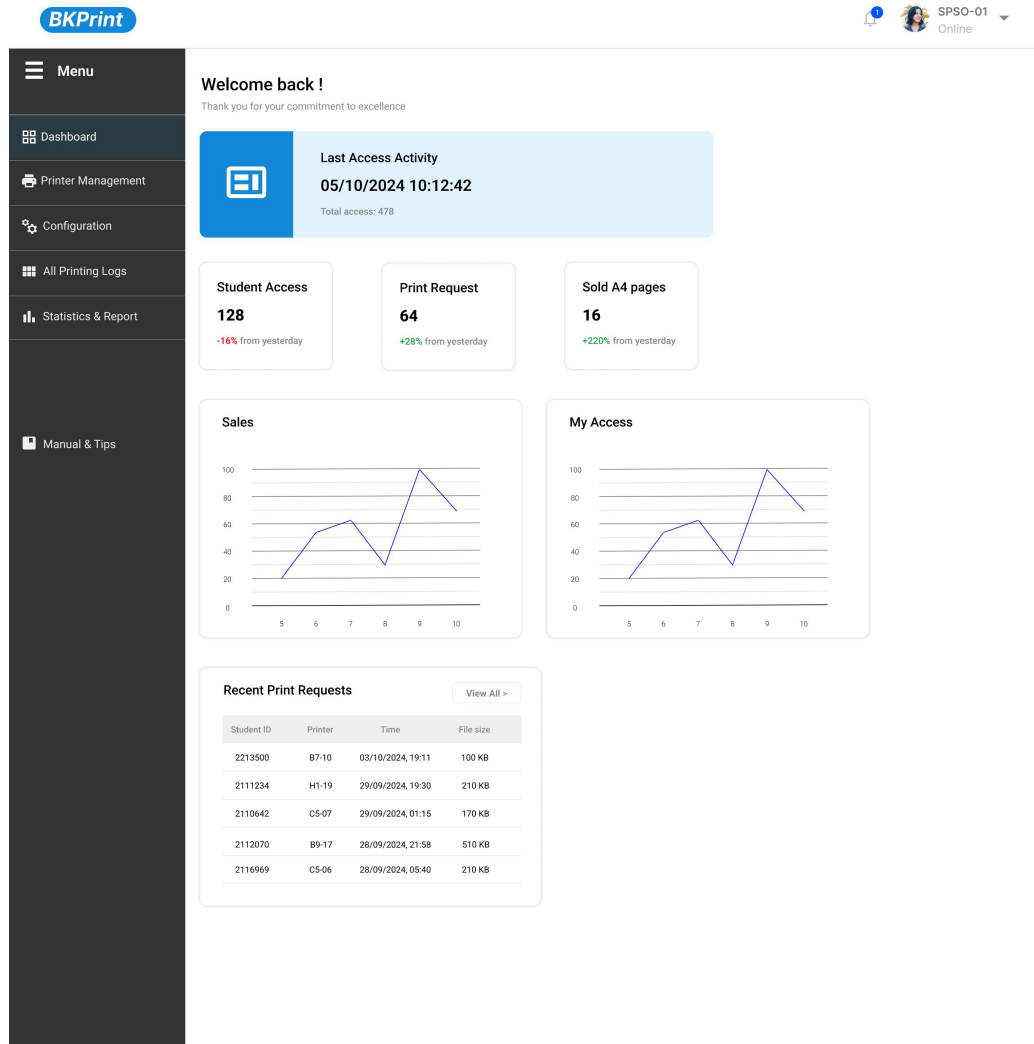 BKPrint
1
SPSO-01
Online
Menu
Dashboard
Printer Management
Configuration
All Printing Logs
Statistics & Report
Manual & Tips
Welcome back !
Thank you for your commitment to excellence
Last Access Activity
05/10/2024 10:12:42
Total access: 478
Student Access
128
-16% from yesterday
Print Request
64
+28% from yesterday
Sold A4 pages
16
+220% from yesterday
Sales
100
80
60
40
20
0
5 6 7 8 9 10
My Access
100
80
60
40
20
0
5 6 7 8 9 10
Recent Print Requests
View All >
Student ID Printer Time File size
2213500 B7-10 03/10/2024, 19:11 100 KB
2111234 H1-19 29/09/2024, 19:30 210 KB
2110642 C5-07 29/09/2024, 01:15 170 KB
2112070 B9-17 28/09/2024, 21:58 510 KB
2116969 C5-06 28/09/2024, 05:40 210 KB